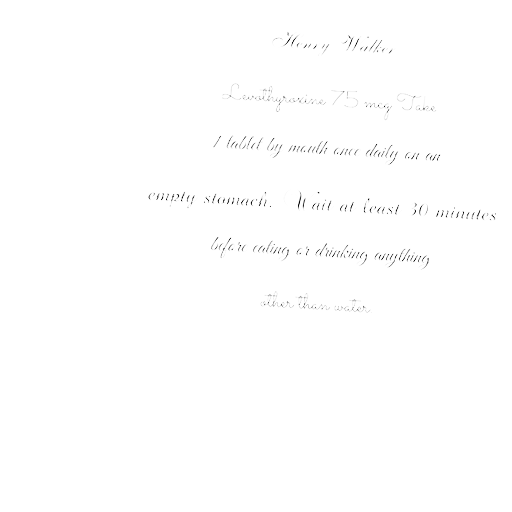 Henry Walker
Levothyroxine 75 mcg Take
1 tablet by mouth once daily on an
empty stomach. Wait at least 30 minutes
before eating or drinking anything
other than water